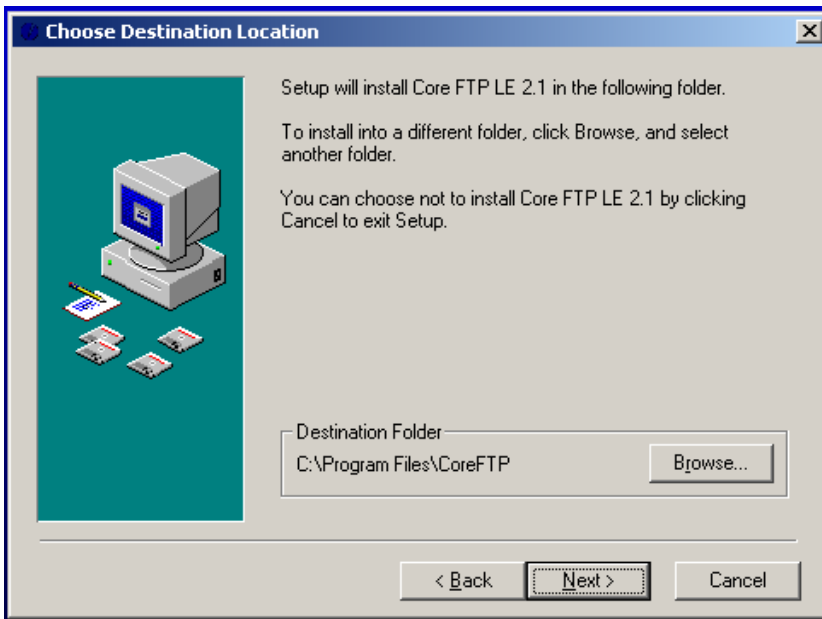 Choose Destination Location
Setup will install Core FTP LE 2.1 in the following folder.
To install into a different folder, click Browse, and select
another folder.
You can choose not to install Core FTP LE 2.1 by clicking
Cancel to exit Setup.
Destination Folder
C:\Program Files\CoreFTP
Browse...
< Back
Next >
Cancel